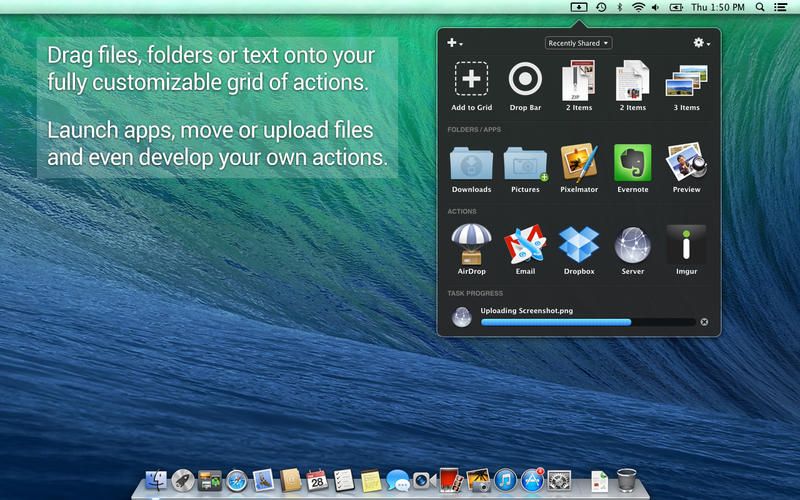 Thu 1:50 PM
Drag files, folders or text onto your
fully customizable grid of actions.
Launch apps, move or upload files
and even develop your own actions.
Recently Shared
ZIP
Add to Grid
Drop Bar
2 Items
2 Items
3 Items
FOLDERS / APPS
Downloads
Pictures
Pixelmator
Evernote
Preview
ACTIONS
AirDrop
Email
Dropbox
Server
Imgur
TASK PROGRESS
Uploading Screenshot.png
28